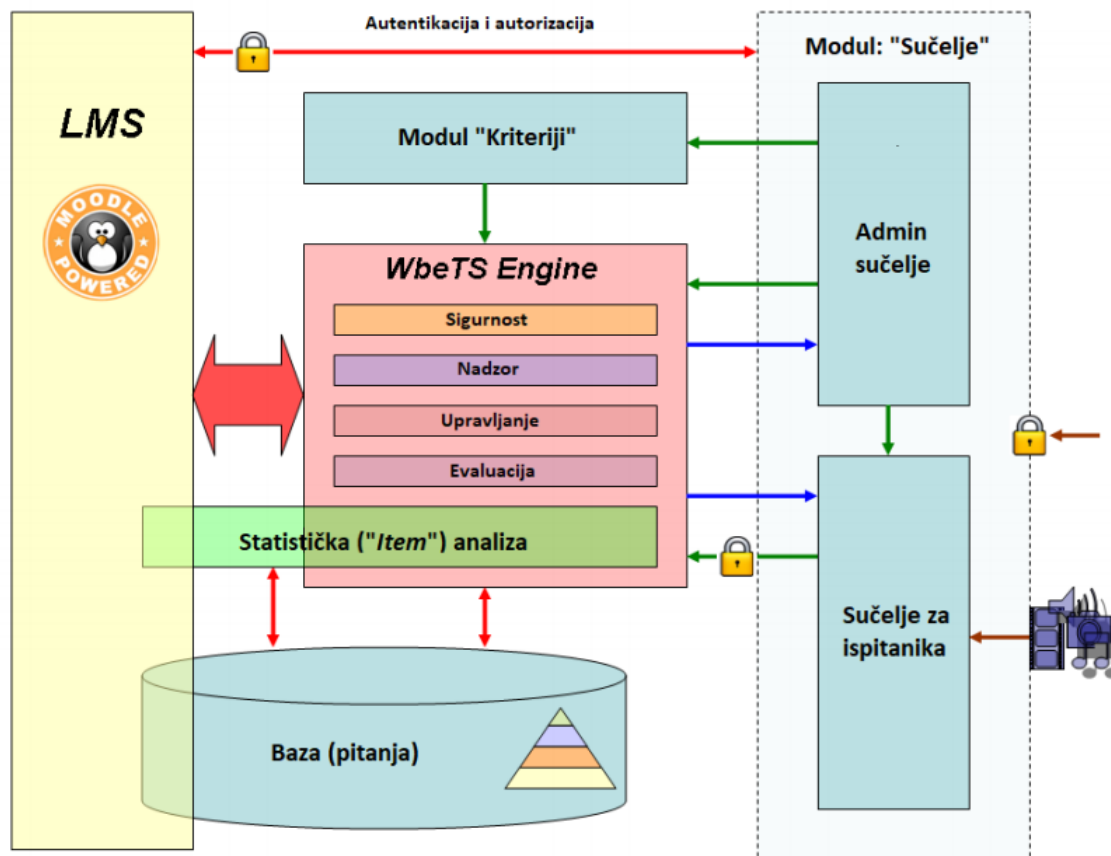 Autentikacija i autorizacija
Modul: "Sučelje"
LMS
MOODLE
POWERED
Modul "Kriteriji"
Admin
sučelje
WbeTS Engine
Sigurnost
Nadzor
Upravljanje
Evaluacija
Statistička ("Item") analiza
Sučelje za
ispitanika
Baza (pitanja)